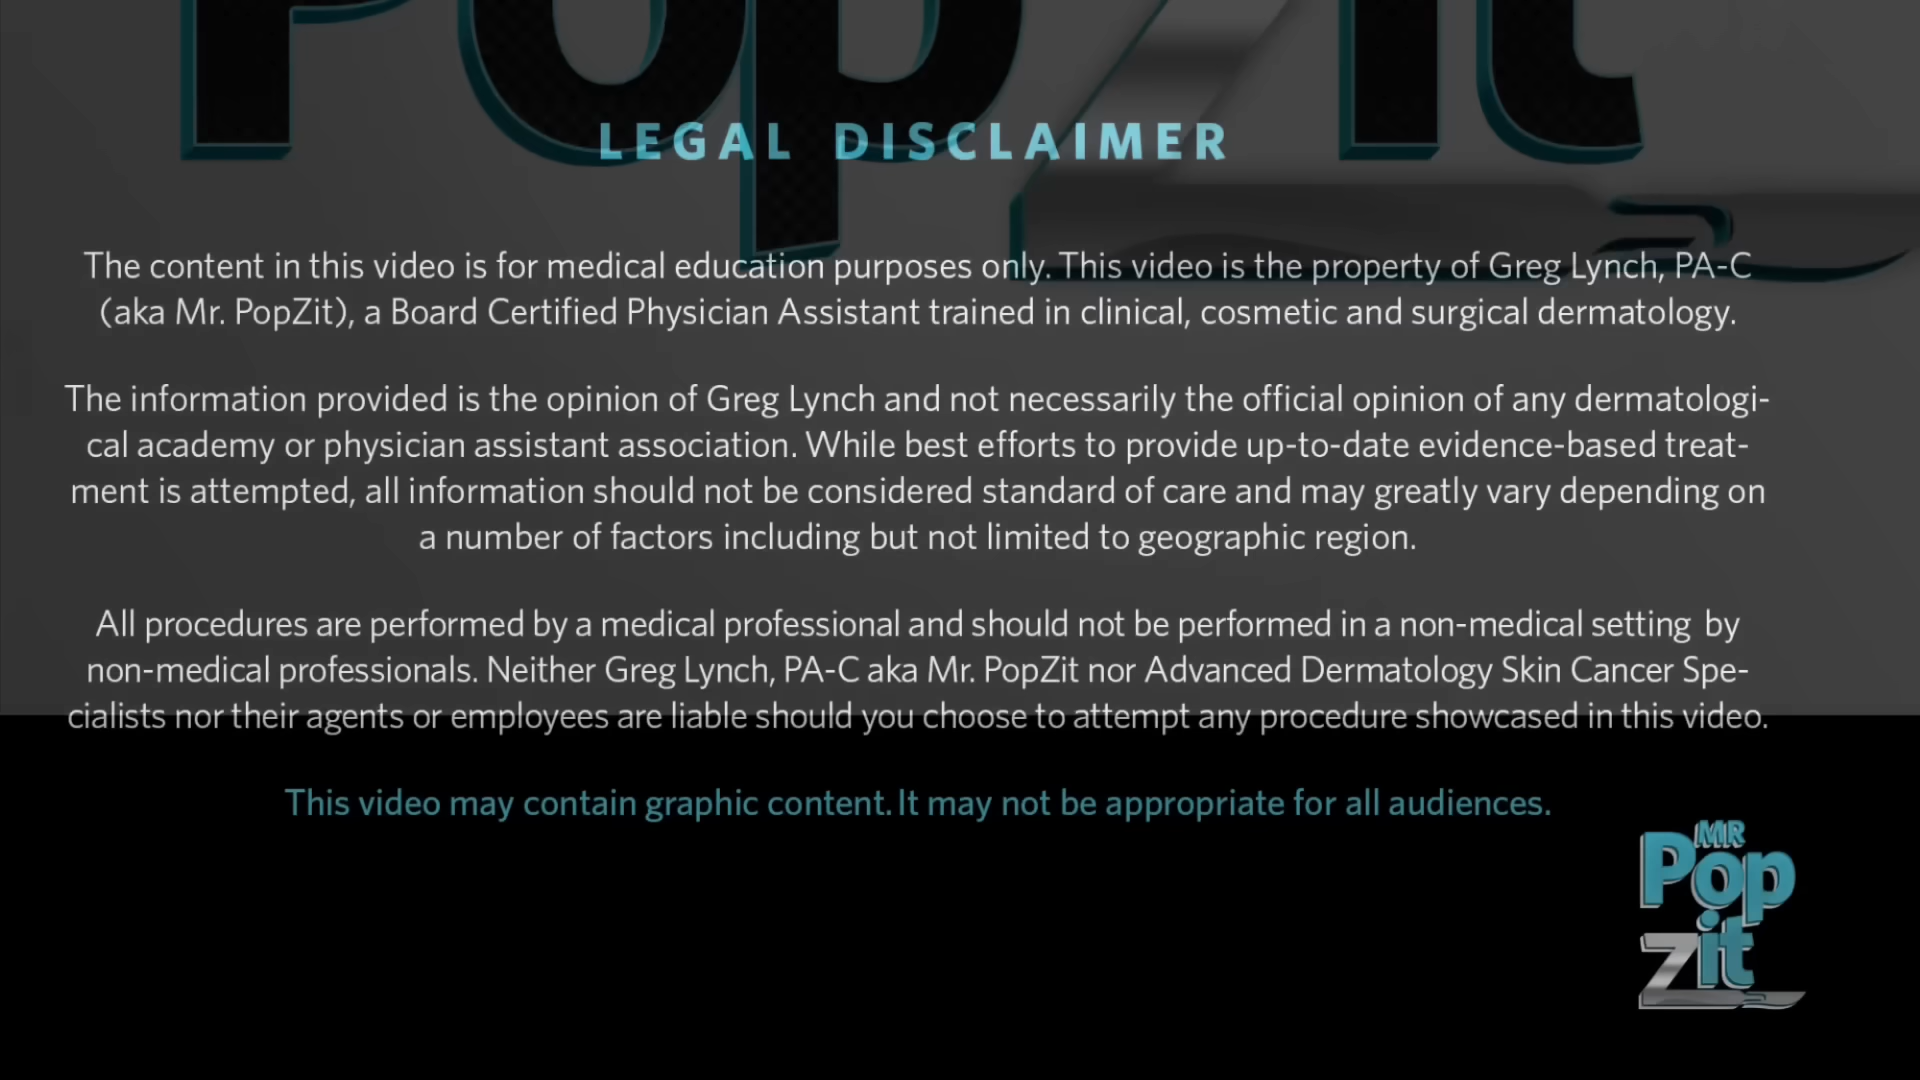 PopZit
LEGAL DISCLAIMER
The content in this video is for medical education purposes only. This video is the property of Greg Lynch, PA-C
(aka Mr. PopZit), a Board Certified Physician Assistant trained in clinical, cosmetic and surgical dermatology.
The information provided is the opinion of Greg Lynch and not necessarily the official opinion of any dermatologi-
cal academy or physician assistant association. While best efforts to provide up-to-date evidence-based treat-
ment is attempted, all information should not be considered standard of care and may greatly vary depending on
a number of factors including but not limited to geographic region.
All procedures are performed by a medical professional and should not be performed in a non-medical setting by
non-medical professionals. Neither Greg Lynch, PA-C aka Mr. PopZit nor Advanced Dermatology Skin Cancer Spe-
cialists nor their agents or employees are liable should you choose to attempt any procedure showcased in this video.
This video may contain graphic content. It may not be appropriate for all audiences.
MR
Pop
Zit